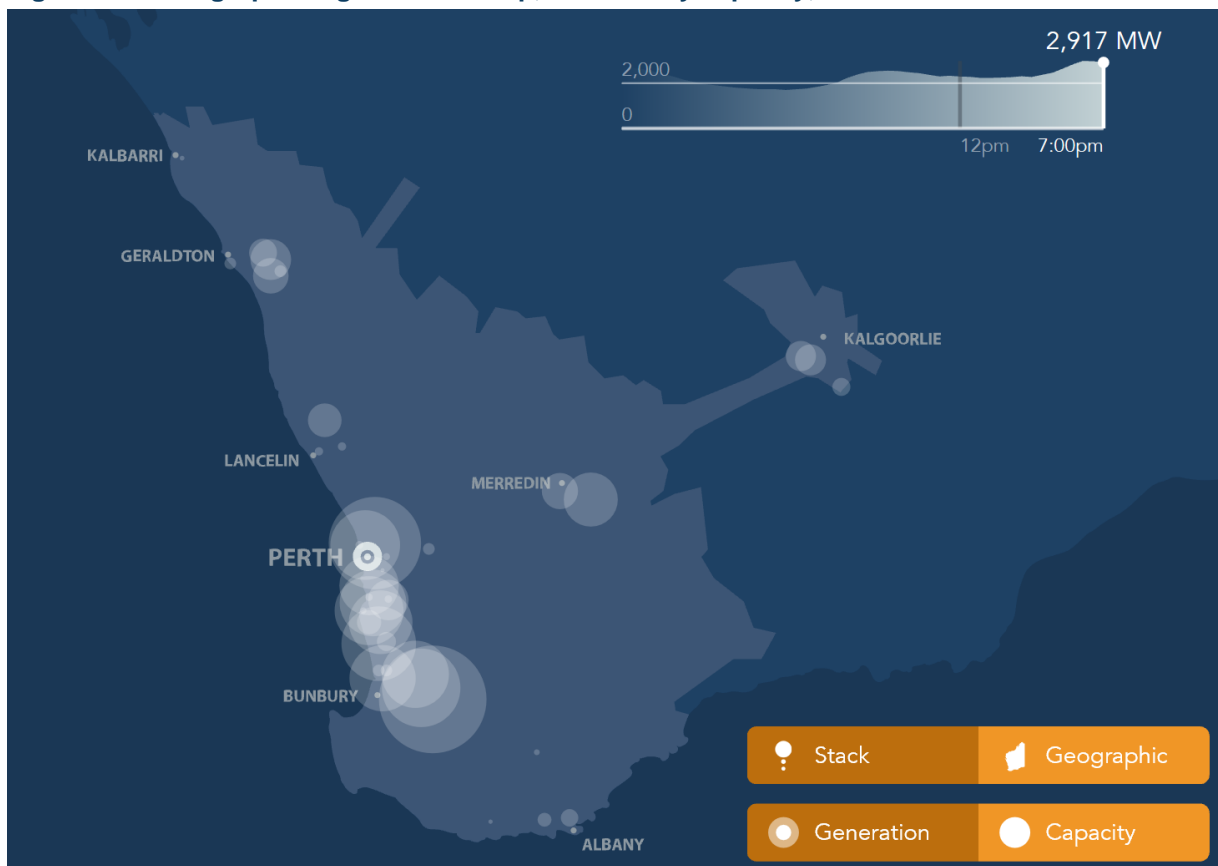 2,917 MW
2,000
0
12pm 7:00pm
KALBARRI
GERALDTON
KALGOORLIE
LANCELIN
MERREDIN
PERTH
BUNBURY
ALBANY
Stack
Geographic
Generation
Capacity